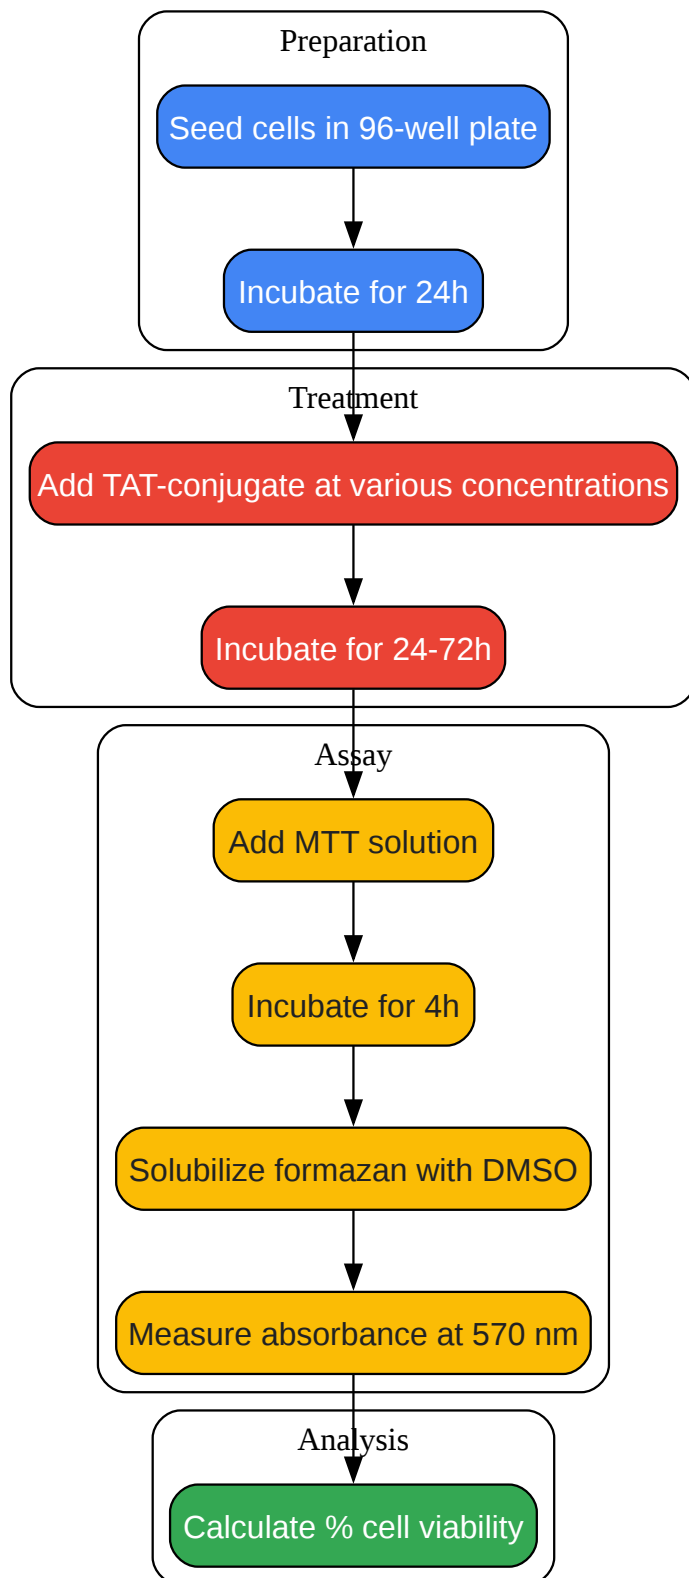 Preparation
Seed cells in 96-well plate
Incubate for 24h
Treatment
Add TAT-conjugate at various concentrations
Incubate for 24-72h
Assay
Add MTT solution
Incubate for 4h
Solubilize formazan with DMSO
Measure absorbance at 570 nm
Analysis
Calculate % cell viability